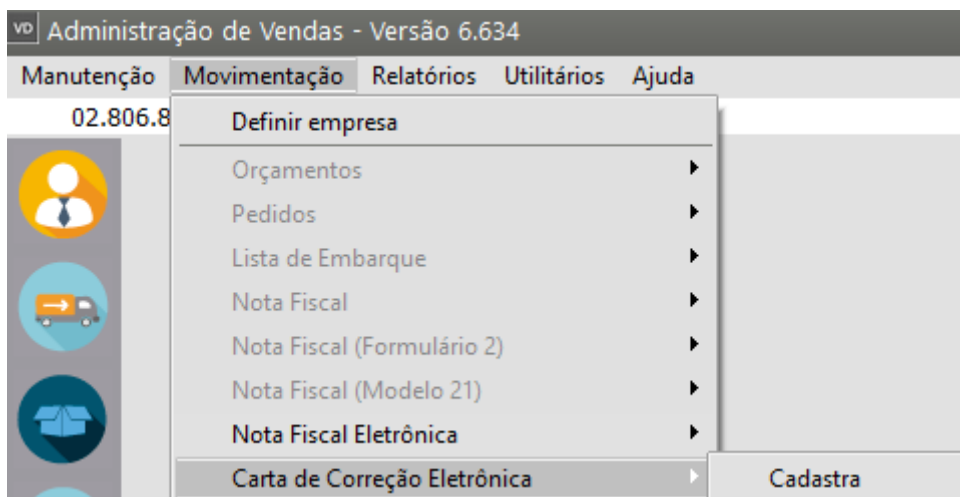 VD Administração de Vendas - Versão 6.634
Manutenção Movimentação Relatórios Utilitários Ajuda
02.806.8
Definir empresa
Orçamentos
Pedidos
Lista de Embarque
Nota Fiscal
Nota Fiscal (Formulário 2)
Nota Fiscal (Modelo 21)
Nota Fiscal Eletrônica
Carta de Correção Eletrônica Cadastra